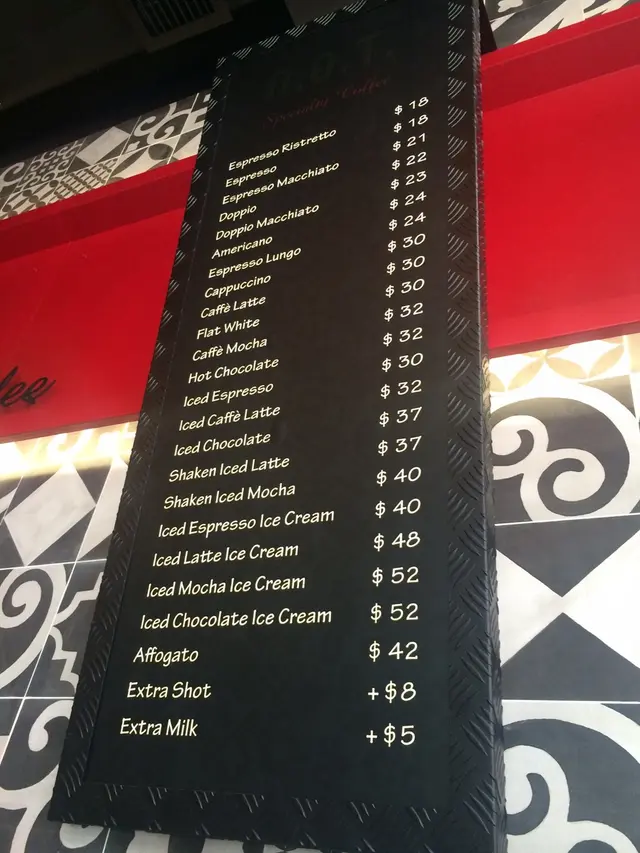 Specialty Coffee
Espresso Ristretto $ 18
Espresso $ 18
Espresso Macchiato $ 21
Doppio $ 22
Doppio Macchiato $ 23
Americano $ 24
Espresso Lungo $ 24
Cappuccino $ 30
Caffè Latte $ 30
Flat White $ 30
Caffè Mocha $ 32
Hot Chocolate $ 32
Iced Espresso $ 30
Iced Caffè Latte $ 32
Iced Chocolate $ 37
Shaken Iced Latte $ 37
Shaken Iced Mocha $ 40
Iced Espresso Ice Cream $ 40
Iced Latte Ice Cream $ 48
Iced Mocha Ice Cream $ 52
Iced Chocolate Ice Cream $ 52
Affogato $ 42
Extra Shot +$8
Extra Milk +$5